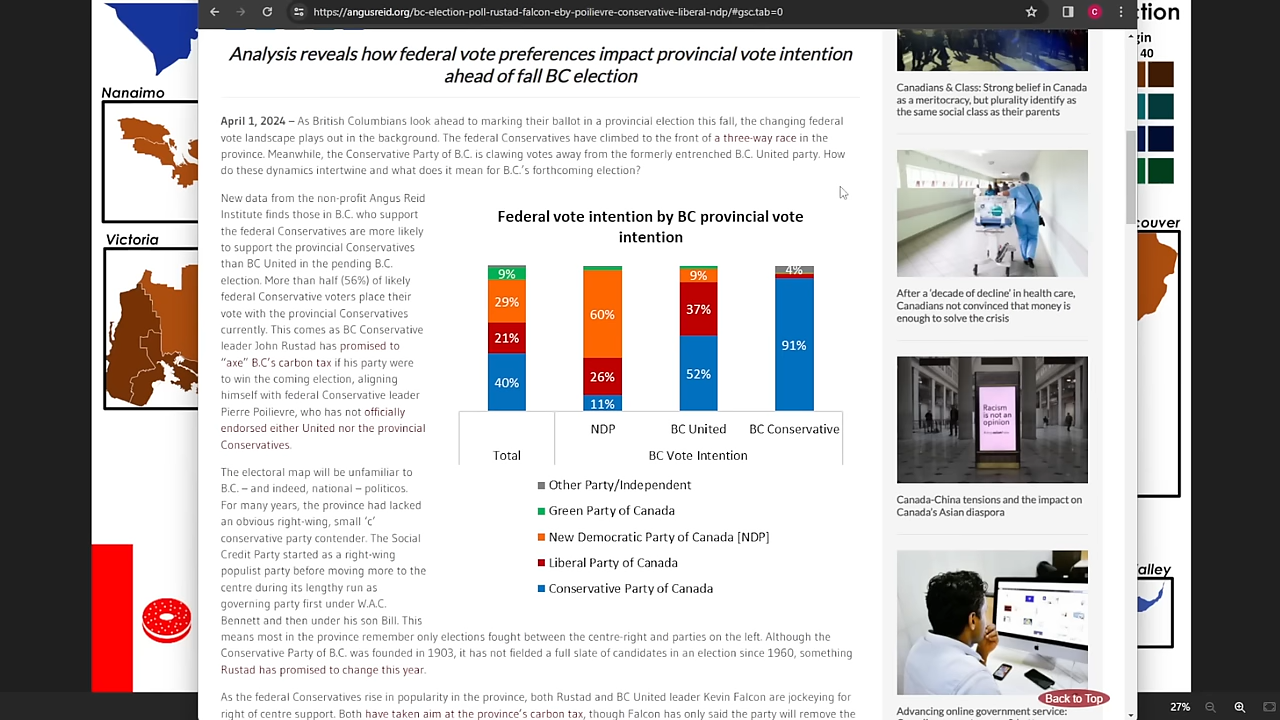 https://angusreid.org/bc-election-poll-rustad-falcon-eby-poilievre-conservative-liberal-ndp/#gsc.tab=0
C
ction
gin
40
Nanaimo
Victoria
couver
alley
Analysis reveals how federal vote preferences impact provincial vote intention
ahead of fall BC election
April 1, 2024 – As British Columbians look ahead to marking their ballot in a provincial election this fall, the changing federal
vote landscape plays out in the background. The federal Conservatives have climbed to the front in a three-way race in the
province. Meanwhile, the Conservative Party of B.C. is clawing votes away from the formerly entrenched B.C. United party. How
do these dynamics intertwine and what does it mean for B.C.'s forthcoming election?
New data from the non-profit Angus Reid
Institute finds those in B.C. who support
the federal Conservatives are more likely
to support the provincial Conservatives
than BC United in the pending B.C.
election. More than half (56%) of likely
federal Conservative voters place their
vote with the provincial Conservatives
currently. This comes as BC Conservative
leader John Rustad has promised to
“axe” B.C's carbon tax if his party were
to win the coming election, aligning
himself with federal Conservative leader
Pierre Poilievre, who has not officially
endorsed either United nor the provincial
Conservatives.
The electoral map will be unfamiliar to
B.C. – and indeed, national – politicos.
For many years, the province had lacked
an obvious right-wing, small ‘c’
conservative party contender. The Social
Credit Party started as a right-wing
populist party before moving more to the
centre during its lengthy run as
governing party first under W.A.C.
Bennett and then under his son Bill. This
means most in the province remember only elections fought between the centre-right and parties on the left. Although the
Conservative Party of B.C. was founded in 1903, it has not fielded a full slate of candidates in an election since 1960, something
Rustad has promised to change this year.
As the federal Conservatives rise in popularity in the province, both Rustad and BC United leader Kevin Falcon are jockeying for
right of centre support. Both have taken aim at the province's carbon tax, though Falcon has only said the party will remove the
Federal vote intention by BC provincial vote
intention
9%
29%
21%
40%
60%
26%
11%
9%
37%
52%
4%
91%
NDP
BC United
BC Conservative
Total
BC Vote Intention
Other Party/Independent
Green Party of Canada
New Democratic Party of Canada [NDP]
Liberal Party of Canada
Conservative Party of Canada
Canadians & Class: Strong belief in Canada
as a meritocracy, but plurality identify as
the same social class as their parents
After a 'decade of decline' in health care,
Canadians not convinced that money is
enough to solve the crisis
Racism
is not an
opinion
Canada-China tensions and the impact on
Canada's Asian diaspora
Back to Top
Advancing online government service:
27%